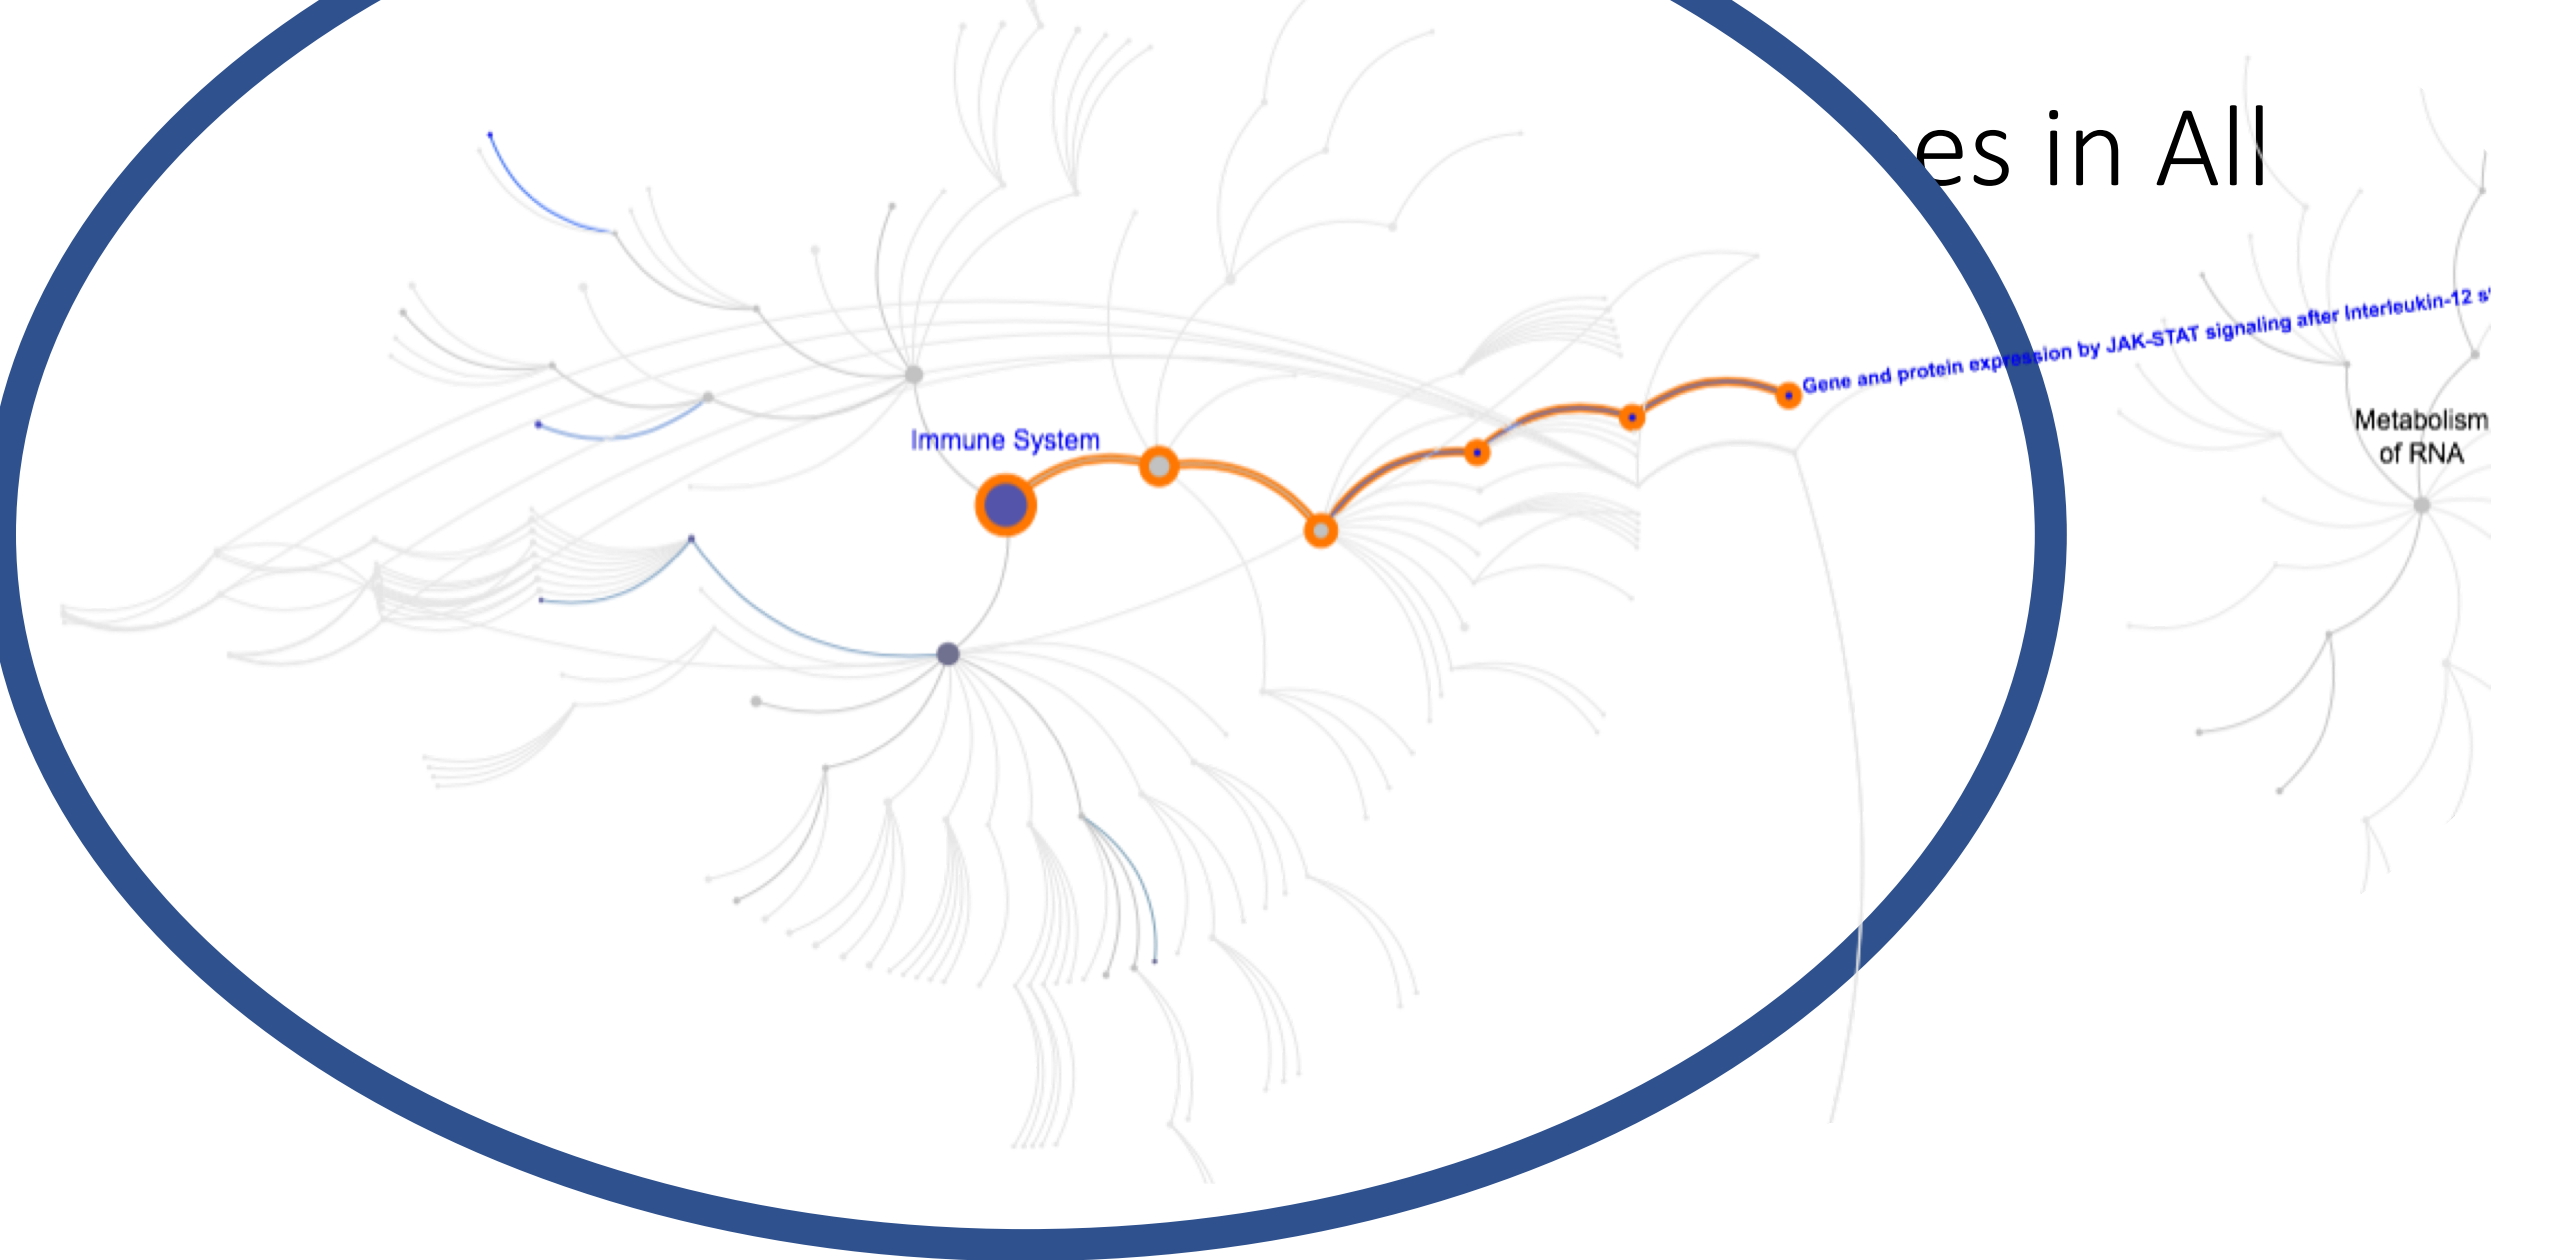 es in All
Gene and protein expression by JAK-STAT signaling after Interleukin-12 s
Immune System
Metabolism
of RNA